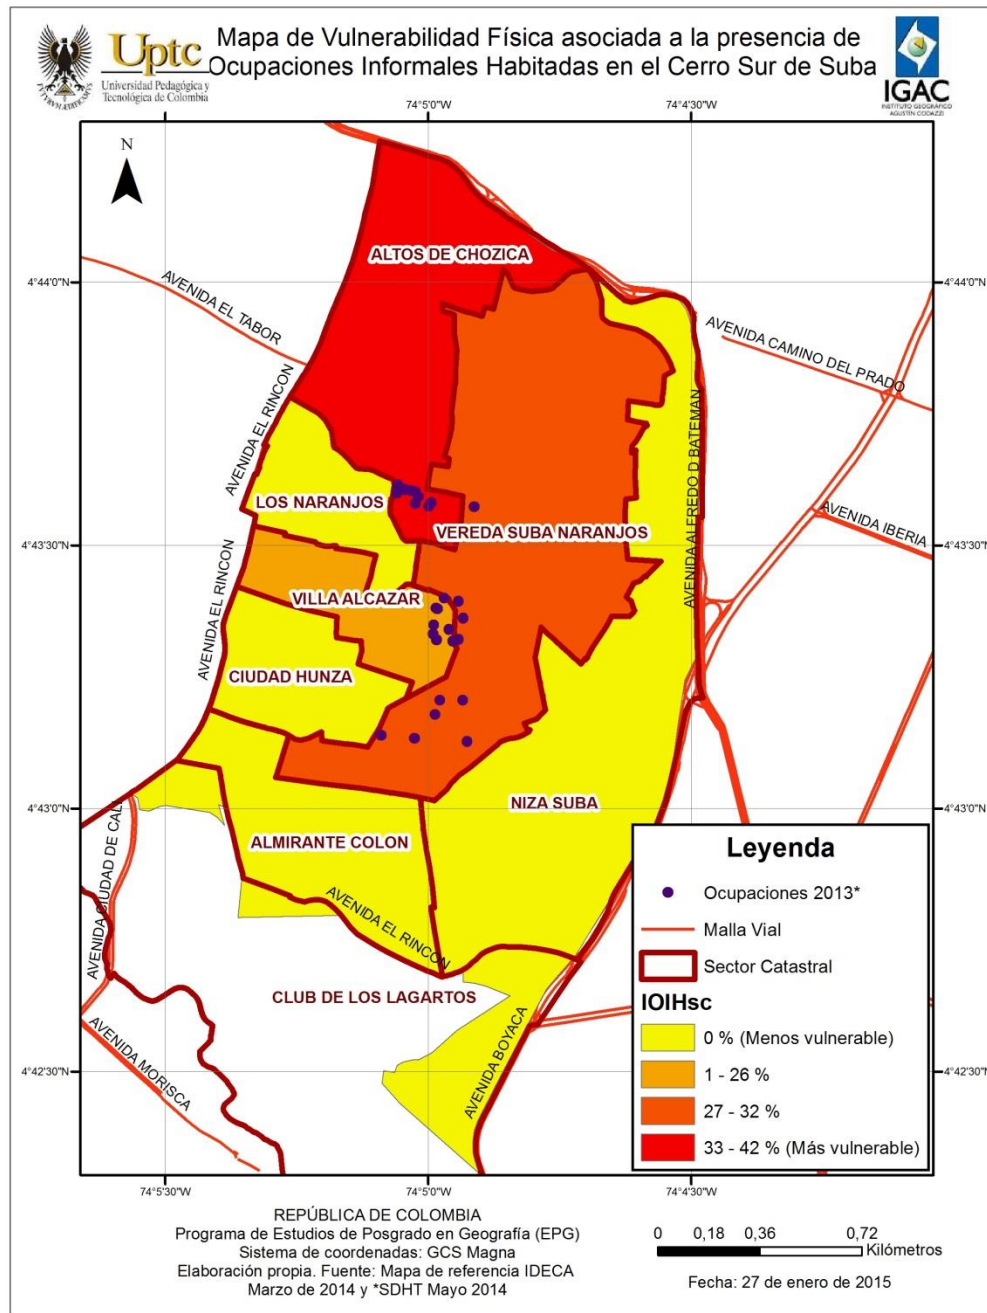 Uptc
Universidad Pedagógica y
Tecnológica de Colombia
Mapa de Vulnerabilidad Física asociada a la presencia de
Ocupaciones Informales Habitadas en el Cerro Sur de Suba
IGAC
INSTITUTO GEOGRÁFICO
AGUSTÍN CODAZZI
74°5'0"W
74°4'30"W
N
ALTOS DE CHOZICA
4°44'0"N
4°44'0"N
AVENIDA EL TABOR
AVENIDA CAMINO DEL PRADO
AVENIDA EL RINCON
AVENIDA ALFREDO D BATEMAN
LOS NARANJOS
VEREDA SUBA NARANJOS
AVENIDA IBERIA
4°43'30"N
4°43'30"N
VILLA ALCAZAR
AVENIDA EL RINCON
CIUDAD HUNZA
NIZA SUBA
4°43'0"N
4°43'0"N
ALMIRANTE COLON
AVENIDA CIUDAD DE CALI
AVENIDA EL RINCON
CLUB DE LOS LAGARTOS
AVENIDA BOYACA
AVENIDA MORISCA
4°42'30"N
4°42'30"N
Leyenda
Ocupaciones 2013*
Malla Vial
Sector Catastral
IOIHsc
0 % (Menos vulnerable)
1 - 26 %
27 - 32 %
33 - 42 % (Más vulnerable)
74°5'30"W
74°5'0"W
74°4'30"W
REPÚBLICA DE COLOMBIA
Programa de Estudios de Posgrado en Geografía (EPG)
Sistema de coordenadas: GCS Magna
Elaboración propia. Fuente: Mapa de referencia IDECA
Marzo de 2014 y *SDHT Mayo 2014
0 0,18 0,36 0,72
Kilómetros
Fecha: 27 de enero de 2015